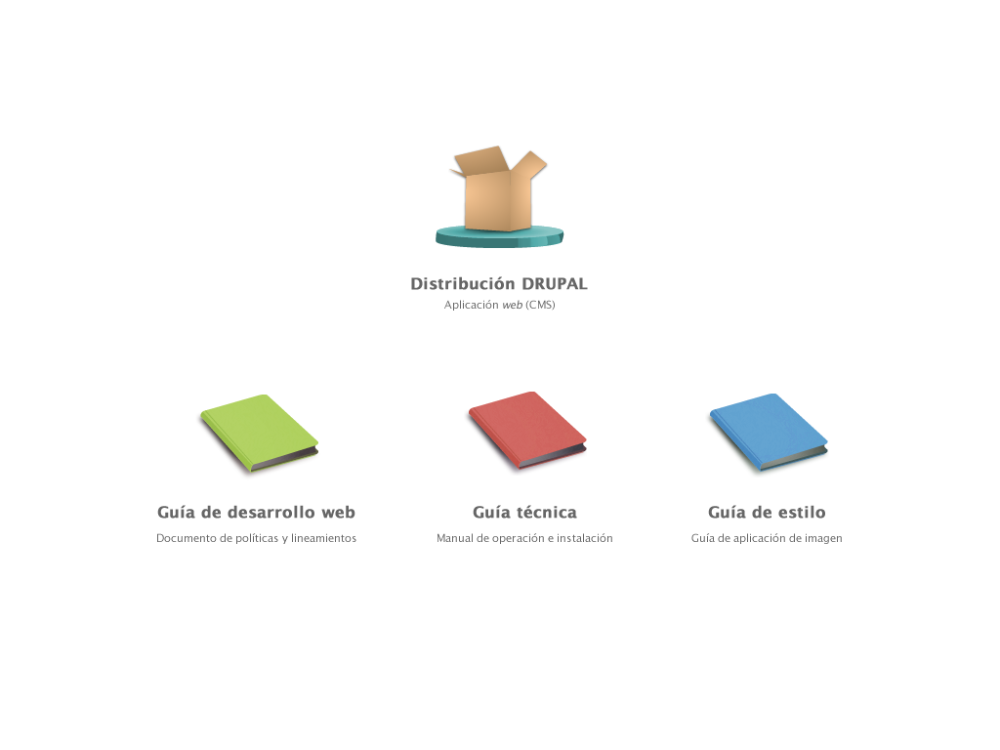 Distribución DRUPAL
Aplicación web (CMS)
Guía de desarrollo web
Documento de políticas y lineamientos
Guía técnica
Manual de operación e instalación
Guía de estilo
Guía de aplicación de imagen